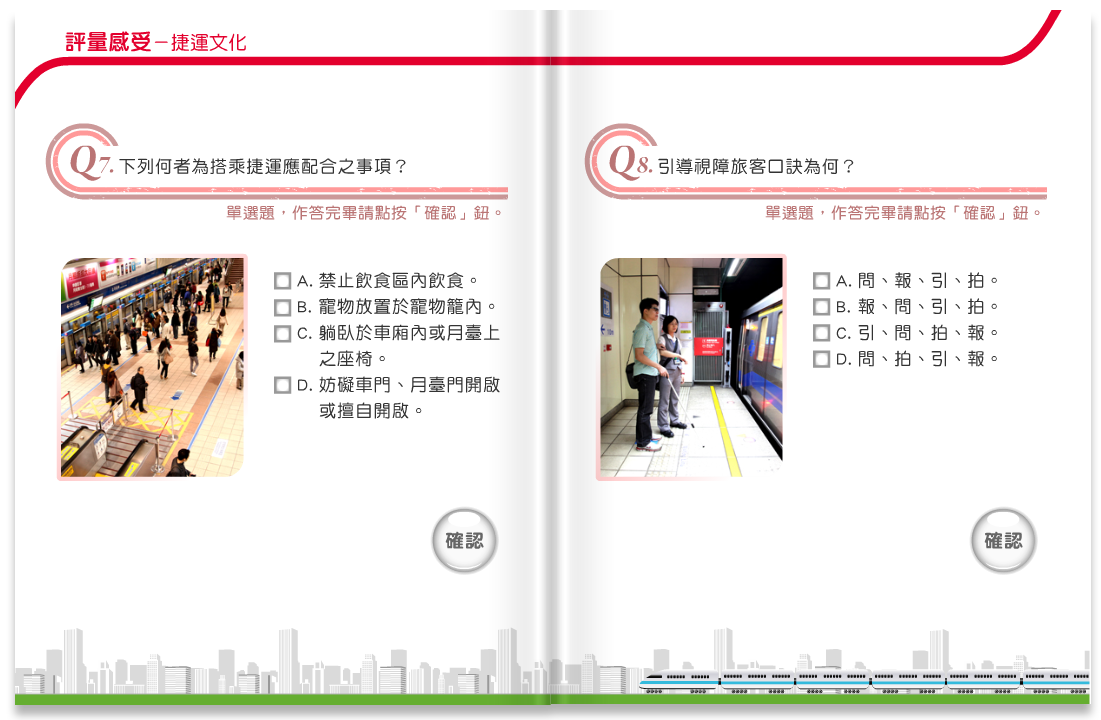 評量感受－捷運文化
Q7. 下列何者為搭乘捷運應配合之事項？
單選題，作答完畢請點按「確認」鈕。
A. 禁止飲食區內飲食。
B. 寵物放置於寵物籠內。
C. 躺臥於車廂內或月臺上
之座椅。
D. 妨礙車門、月臺門開啟
或擅自開啟。
確認
Q8. 引導視障旅客口訣為何？
單選題，作答完畢請點按「確認」鈕。
A. 問、報、引、拍。
B. 報、問、引、拍。
C. 引、問、拍、報。
D. 問、拍、引、報。
確認